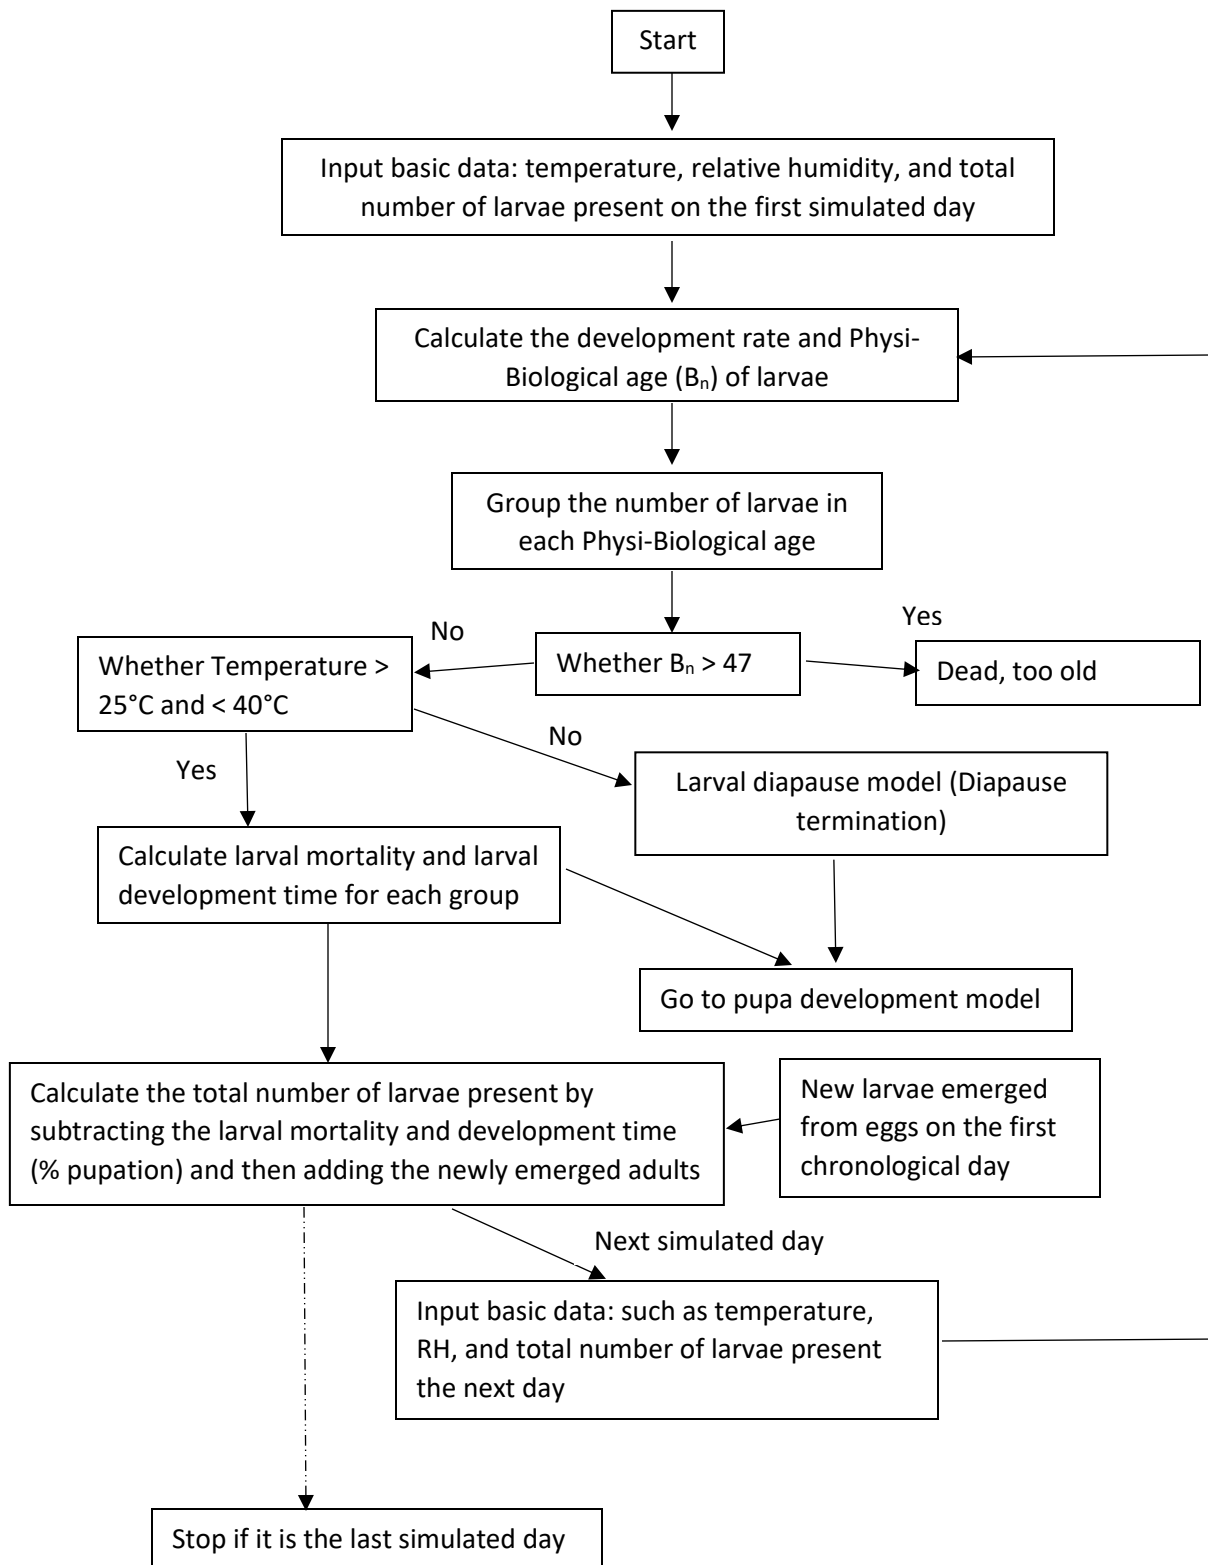 Start
Input basic data: temperature, relative humidity, and total
number of larvae present on the first simulated day
Calculate the development rate and Physi-
Biological age (Bₙ) of larvae
Group the number of larvae in
each Physi-Biological age
No
Yes
Whether Temperature >
25°C and < 40°C
Whether Bₙ > 47
Dead, too old
Yes
No
Larval diapause model (Diapause
termination)
Calculate larval mortality and larval
development time for each group
Go to pupa development model
Calculate the total number of larvae present by
subtracting the larval mortality and development time
(% pupation) and then adding the newly emerged adults
New larvae emerged
from eggs on the first
chronological day
Next simulated day
Input basic data: such as temperature,
RH, and total number of larvae present
the next day
Stop if it is the last simulated day